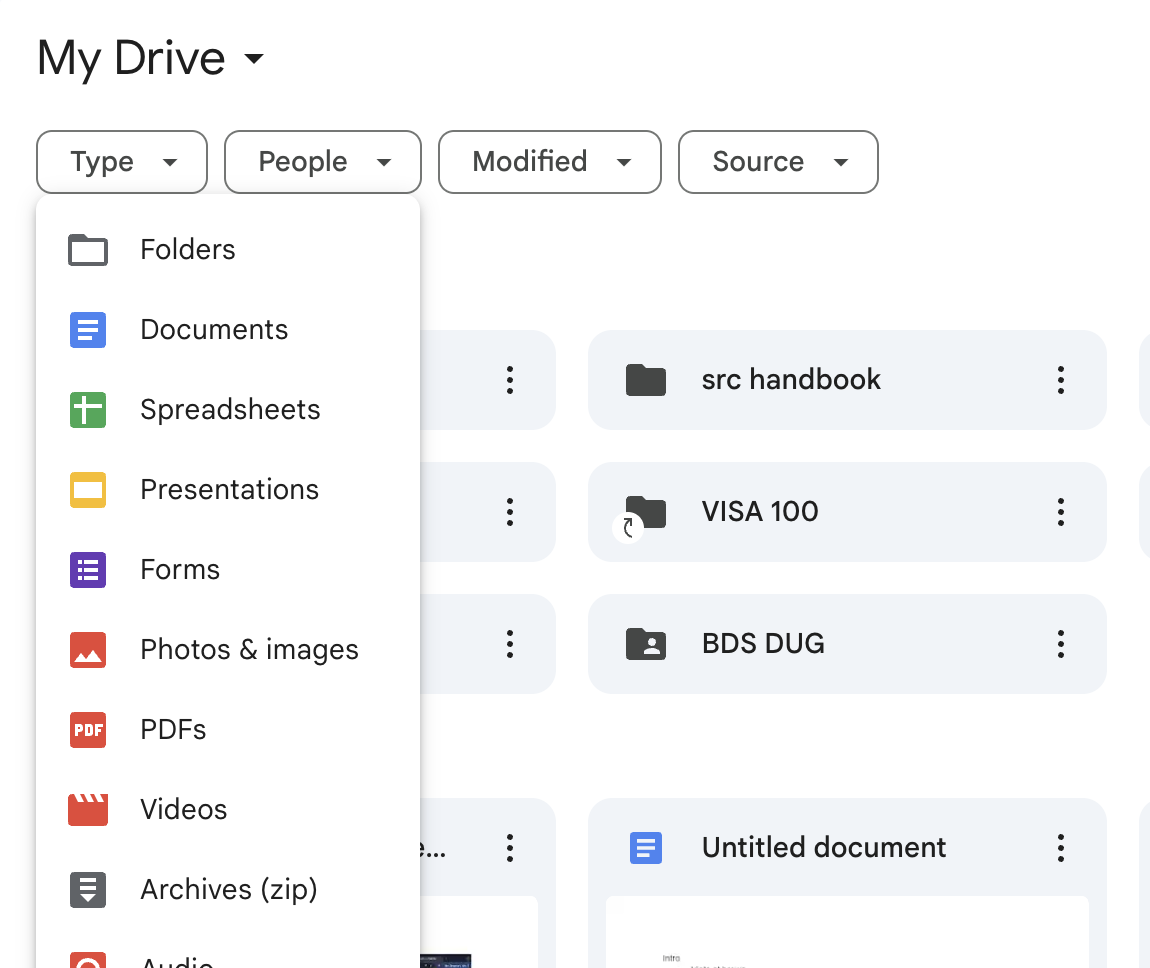 My Drive
Type People Modified Source
Folders
Documents
Spreadsheets
Presentations
Forms
Photos & images
PDF PDFs
Videos
Archives (zip)
Audio
src handbook
VISA 100
BDS DUG
e...
Untitled document
Intro